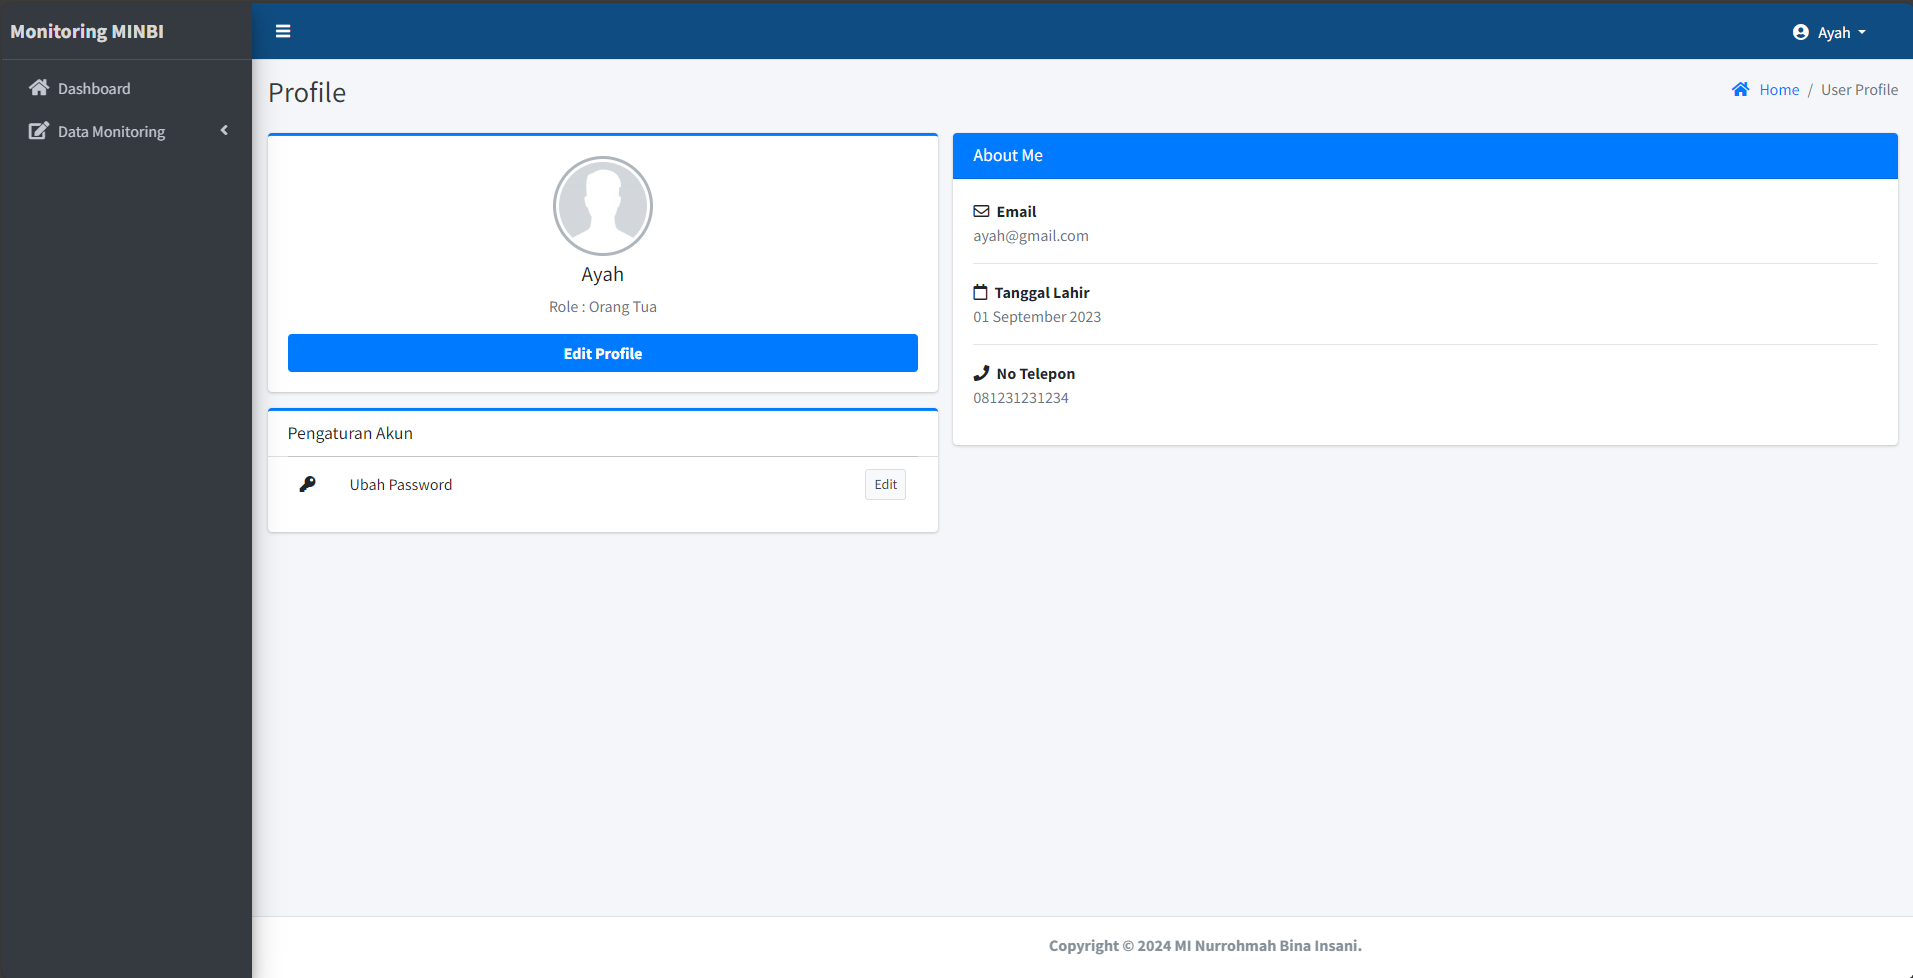 Monitoring MINBI
Ayah
Dashboard
Data Monitoring
Profile
Home / User Profile
Ayah
Role : Orang Tua
Edit Profile
Pengaturan Akun
Ubah Password
Edit
About Me
Email
ayah@gmail.com
Tanggal Lahir
01 September 2023
No Telepon
081231231234
Copyright © 2024 MI Nurrohmah Bina Insani.